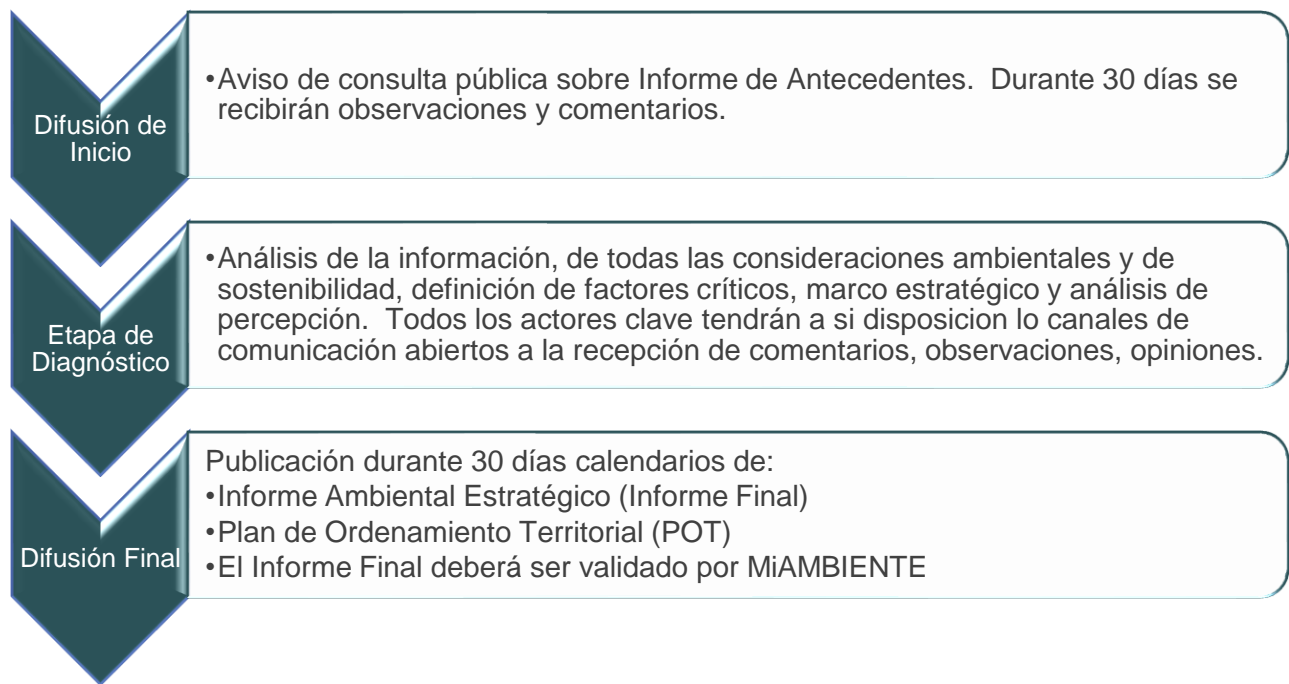 Difusión de
Inicio
•Aviso de consulta pública sobre Informe de Antecedentes.  Durante 30 días se
recibirán observaciones y comentarios.
Etapa de
Diagnóstico
•Análisis de la información, de todas las consideraciones ambientales y de
sostenibilidad, definición de factores críticos, marco estratégico y análisis de
percepción.  Todos los actores clave tendrán a si disposicion lo canales de
comunicación abiertos a la recepción de comentarios, observaciones, opiniones.
Difusión Final
Publicación durante 30 días calendarios de:
•Informe Ambiental Estratégico (Informe Final)
•Plan de Ordenamiento Territorial (POT)
•El Informe Final deberá ser validado por MiAMBIENTE